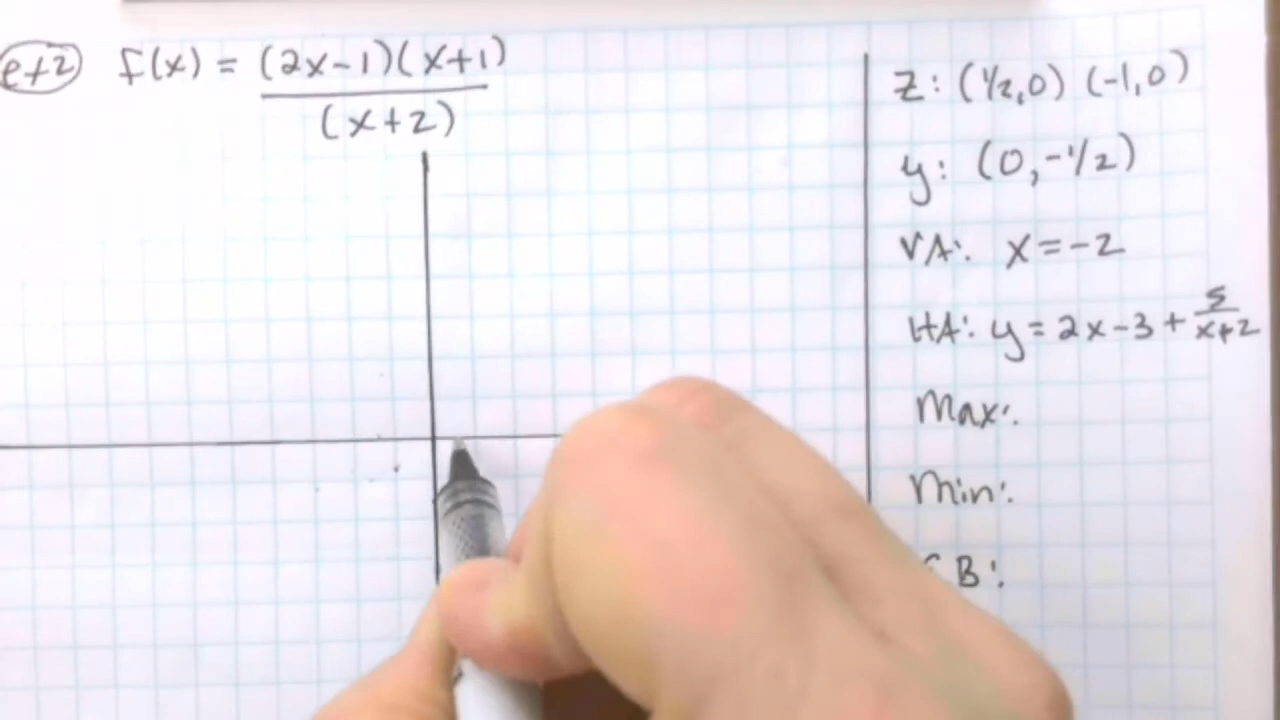 et2 f(x) = (2x-1)(x+1)
(x+2)
Z: (1/2,0) (-1,0)
y: (0,-1/2)
VA: x=-2
HA: y=2x-3+5/x+2
Max:
Min:
B: